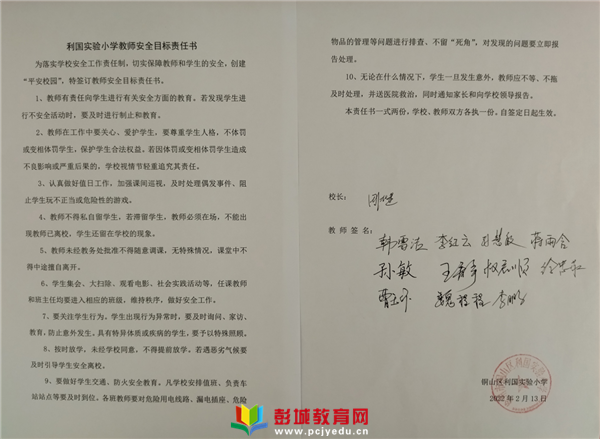 利国实验小学教师安全目标责任书
为落实学校安全工作责任制，切实保障教师和学生的安全，创建
“平安校园”，特签订教师安全目标责任书。
1、教师有责任向学生进行有关安全方面的教育。若发现学生进
行不安全活动时，要及时进行制止和教育。
2、教师在工作中要关心、爱护学生，要尊重学生人格，不体罚
或变相体罚学生，保护学生合法权益。若因体罚或变相体罚学生造成
不良影响或严重后果的，学校视情节轻重追究其责任。
3、认真做好值日工作，加强课间巡视，及时处理偶发事件、阻
止学生玩不正当或危险性的游戏。
4、教师不得私自留学生，若滞留学生，教师必须在场，不能出
现教师已离校，学生还留在学校的现象。
5、教师未经教务处批准不得随意调课，无特殊情况，课堂中不
得中途擅自离开。
6、学生集会、大扫除、观看电影、社会实践活动等，任课教师
和班主任均要进入相应的班级，维持秩序，做好安全工作。
7、要关注学生行为。学生出现行为异常时，要及时询问、家访、
教育，防止意外发生。具有特异体质或疾病的学生，要予以特殊照顾。
8、按时放学，未经学校同意，不得提前放学，若遇恶劣气候要
及时引导学生安全离校。
9、要做好学生交通、防火安全教育。凡学校安排值班、负责车
站站点等要及时到位。各班教师要对危险用电线路、漏电插座、危险
物品的管理等问题进行排查。不留“死角”，对发现的问题要立即报
告处理。
10、无论在什么情况下，学生一旦发生意外，教师应不等、不拖
及时处理，并送医院救治，同时通知家长和向学校领导报告。
本责任书一式两份，学校、教师双方各执一份，自签定日起生效。
校长：
教师签名：
韩雪洁 李红云 蒋雨含
孙敏
魏程程 李鹏
铜山区利国实验小学
2022年2月13日
彭城教育网
www.pcjyedu.cn